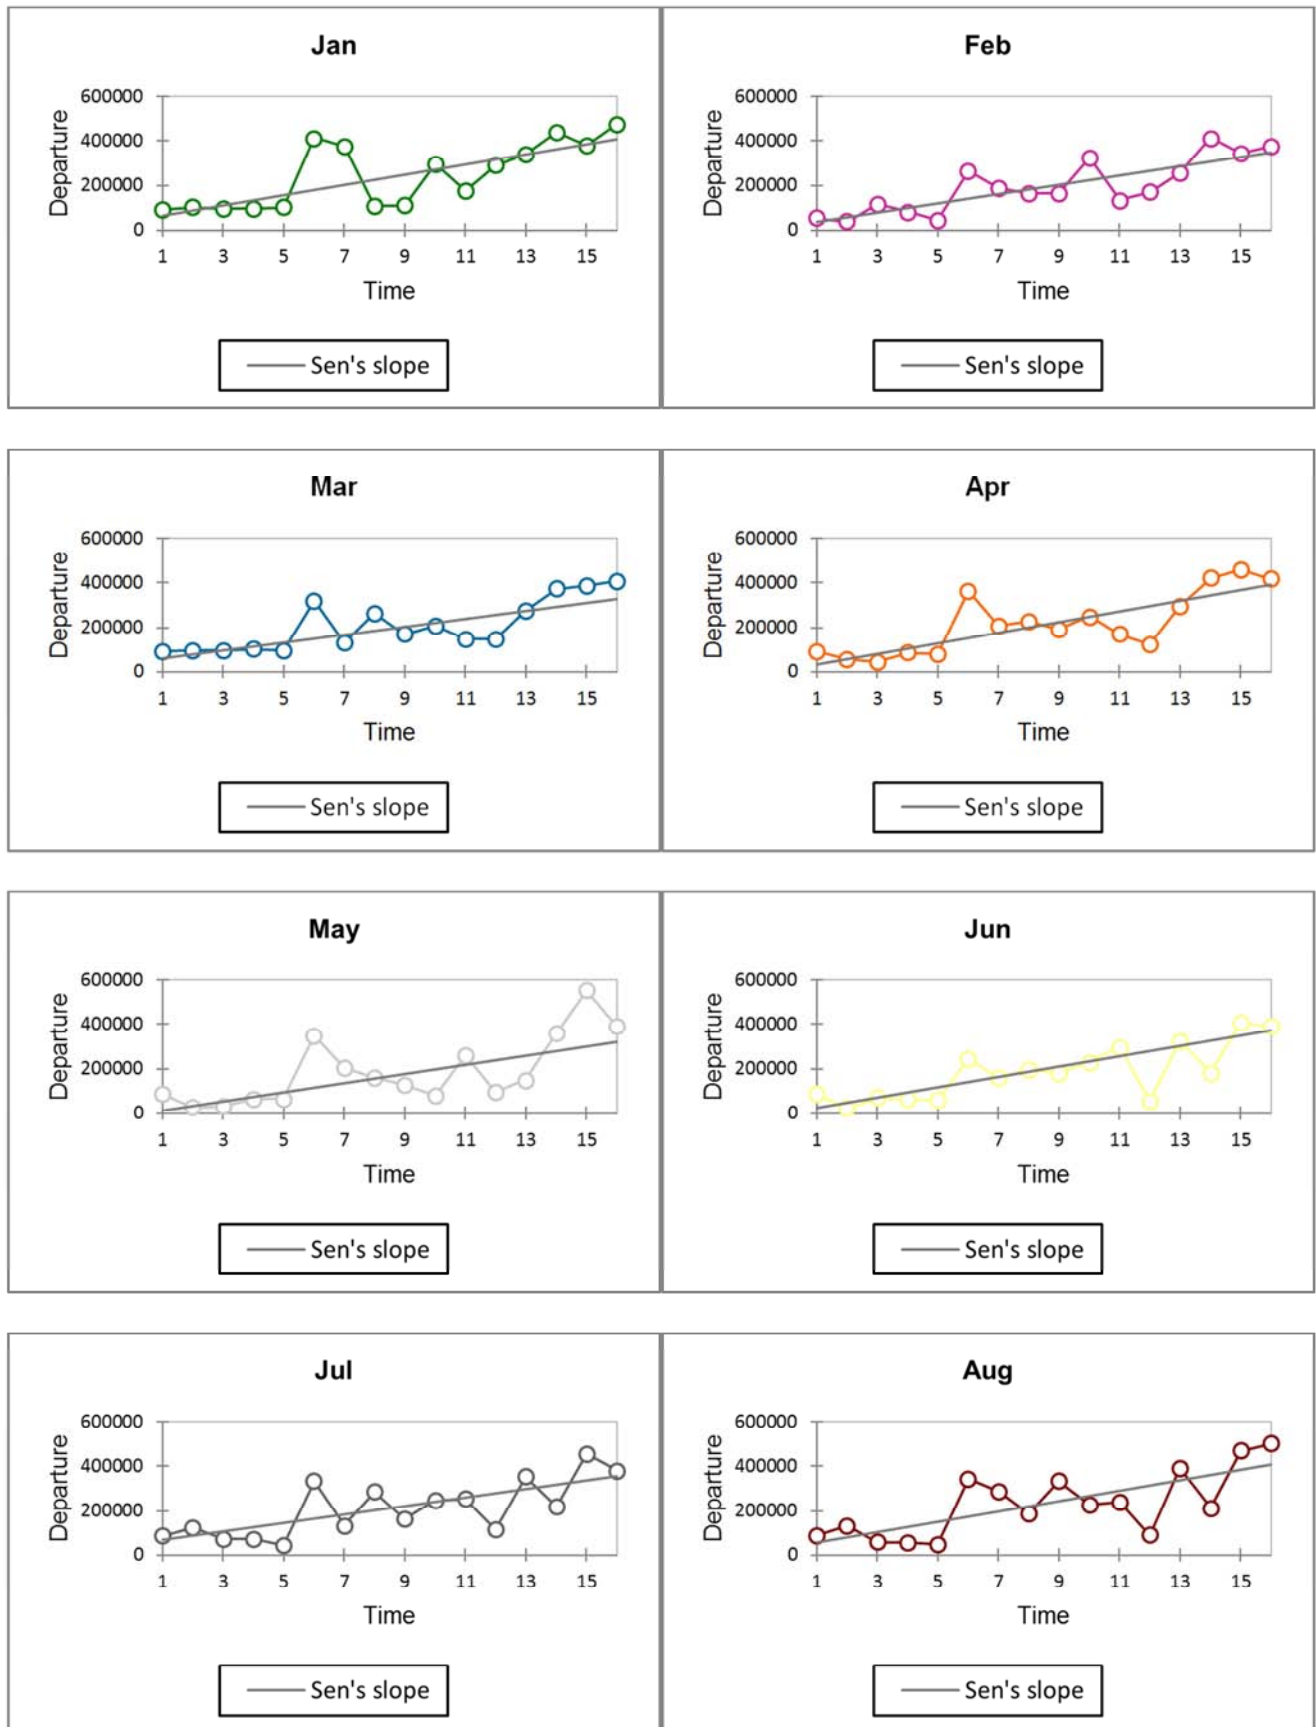 Jan
600000
400000
200000
0
Departure
1 3 5 7 9 11 13 15
Time
Sen's slope
Feb
600000
400000
200000
0
Departure
1 3 5 7 9 11 13 15
Time
Sen's slope
Mar
600000
400000
200000
0
Departure
1 3 5 7 9 11 13 15
Time
Sen's slope
Apr
600000
400000
200000
0
Departure
1 3 5 7 9 11 13 15
Time
Sen's slope
May
600000
400000
200000
0
Departure
1 3 5 7 9 11 13 15
Time
Sen's slope
Jun
600000
400000
200000
0
Departure
1 3 5 7 9 11 13 15
Time
Sen's slope
Jul
600000
400000
200000
0
Departure
1 3 5 7 9 11 13 15
Time
Sen's slope
Aug
600000
400000
200000
0
Departure
1 3 5 7 9 11 13 15
Time
Sen's slope